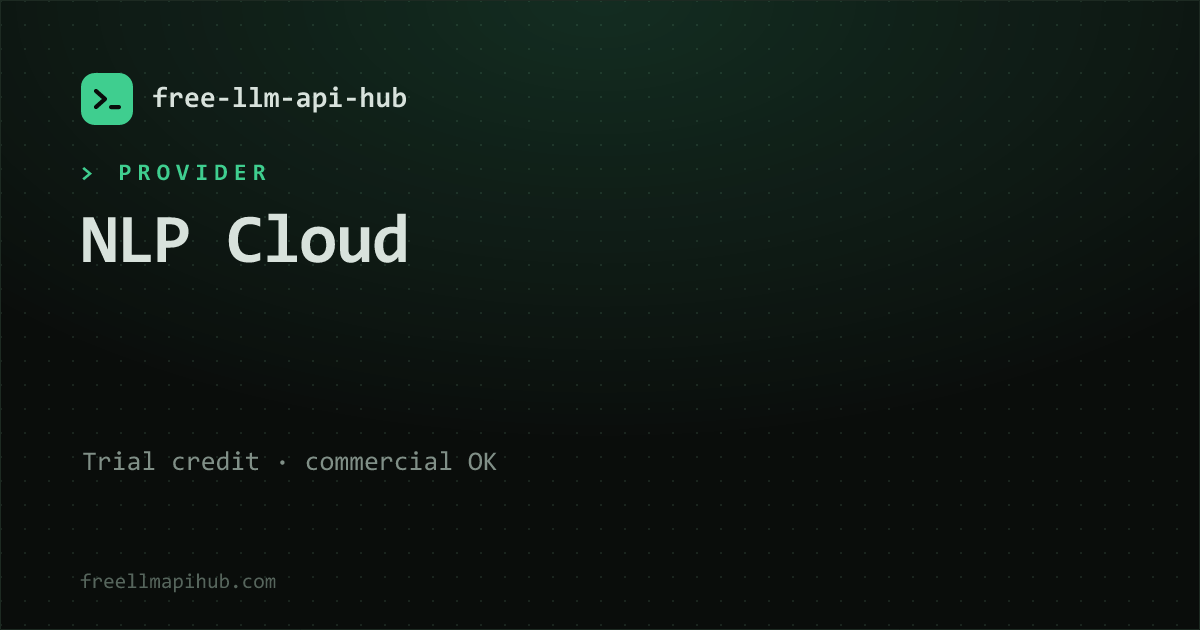 free-llm-api-hub
> PROVIDER
NLP Cloud
Trial credit · commercial OK
freellmapihub.com